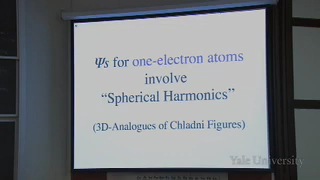 Ψs for one-electron atoms
involve
“Spherical Harmonics”
(3D-Analogues of Chladni Figures)
Yale University